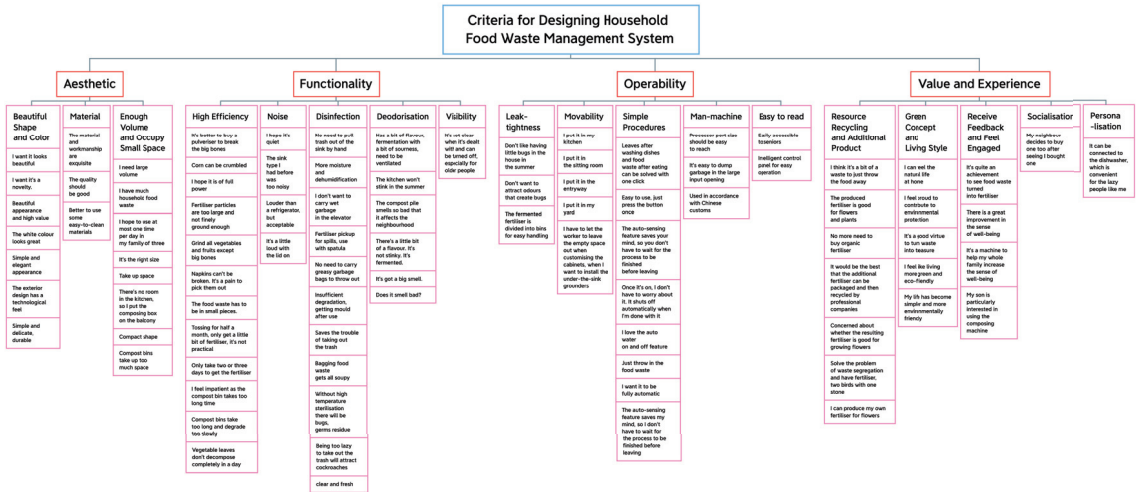 Criteria for Designing Household
Food Waste Management System
Aesthetic
Beautiful
Shape and
Color
I want it looks
beautiful
I want it's a
novelty.
Beautiful
appearance
and high value
The white colour
looks great
Simple and
elegant
appearance
The exterior
design has a
technological
feel
Simple and
delicate,
durable
Material
The material
and
workmanship
are
exquisite
The quality
should
be good
Better to use
some
easy-to-clean
materials
Enough
Volume
and Occupy
Small Space
I need large
volume
I have much
household food
waste
I hope to use at
most one time
per day in
my family of three
It's the right size
Take up space
There's no room
in the kitchen,
so I put the
composing box
on the balcony
Compact shape
Compost bins
take up too
much space
Functionality
High Efficiency
It's better to buy a
pulveriser to break
the big bones
Corn can be crumbled
I hope it is of full
power
Fertiliser particles
are too large and
not finely
ground enough
Grind all vegetables
and fruits except
big bones
Napkins can't be
broken. It's a pain to
pick them out
The food waste has to
be in small pieces.
Tossing for half a
month, only get a little
bit of fertiliser, it's not
practical
Only take two or three
days to get the fertiliser
I feel impatient as the
compost bin takes too
long time
Compost bins take
too long and degrade
too slowly
Vegetable leaves
don't decompose
completely in a day
Noise
I hope it's
quiet
The sink
type I
had before
was
too noisy
Louder than
a refrigerator,
but
acceptable
It's a little
loud with
the lid on
Disinfection
No need to pull
trash out of the
sink by hand
More moisture
and
dehumidification
I don't want to
carry wet
garbage
in the elevator
Fertiliser pickup
for spills, use
with spatula
No need to carry
greasy garbage
bags to throw out
Insufficient
degradation,
getting mould
after use
Saves the trouble
of taking out
the trash
Bagging food
waste
gets all soupy
Without high
temperature
sterilisation
there will be
bugs,
germs residue
Being too lazy
to take out the
trash will attract
cockroaches
clear and fresh
Deodorisation
Has a bit of flavour,
fermentation with
a bit of sourness,
need to be
ventilated
The kitchen won't
stink in the summer
The compost pile
smells so bad that
it affects the
neighbourhood
There's a little
bit of a flavour. It's
not stinky. it's
fermented.
It's got a big smell.
Does it smell bad?
Visibility
when it's dealt
wilf and can
be turned off,
especially for
older people
Operability
Leak-
tightness
Don't like having
little bugs in the
house in
the summer
Don't want to
attract odours
that create bugs
The fermented
fertiliser is
divided into bins
for easy handling
Movability
I put it in my
kitchen
I put it in
the sitting room
I put it in
the entryway
I put it in
my yard
I have to let the
worker to leave
the empty space
out when
customising the
cabinets, when I
want to install the
under-the-sink
grounders
Simple
Procedures
Leave after
washing dishes
and food
waste after eating
can be solved with
one click
Easy to use, just
press the button
once
The auto-sensing
feature saves your
mind, so you don't
have to wait for the
process to be
finished
before leaving
Once it's on, I don't
have to worry about
it. It shuts off
automatically when
I'm done with it
I love the auto
water
on and off feature
Just throw in the
food waste
I want it to be
fully automatic
The auto-sensing
feature saves my
mind, so I don't
have to wait for
the process to be
finished before
leaving
Man-machine
Processor port size
should be easy
to reach
It's easy to dump
garbage in the large
input opening
Used in accordance
with Chinese
customs
Easy to read
Easily accessible
toseniors
Inrelligent control
panel for easy
operation
Value and Experience
Resource
Recycling and
Additional
Product
I think it's a bit of a
waste to just throw
the food away
The produced
fertiliser is good
for flowers
and plants
No more need to
buy organic
fertiliser
It would be the best
that the additional
fertiliser can be
packaged and then
recycled by
professional
companies
Concerned about
whether the resulting
fertiliser is good for
growing flowers
Solve the problem
of waste segregation
and have fertiliser,
two birds with one
stone
I can produce my own
fertiliser for flowers
Green
Concept
and
Living Style
I can eel the
natural life
at home
I feel sroud to
contribute to
environmental
protection
It's a good virtue
to tun waste
into teasure
I feel like living
more green and
eco-fiendly
My life has become
simplr and more
envirnmentally
friendly
Receive
Feedback
and Feel
Engaged
It's quite an
achievement
to see food waste
turned
into fertiliser
There is a great
improvement in
the sense
of well-being
It's a machine to
help my whole
family increase
the sense of
well-being
My son is
particularly
interested in
using the
composing
machine
Socialisation
My neighbour
decides to buy
one too after
seeing I bought
one
Persona
-lisation
It can be
connected to
the dishwasher,
which is
convenient for the
lazy people like me